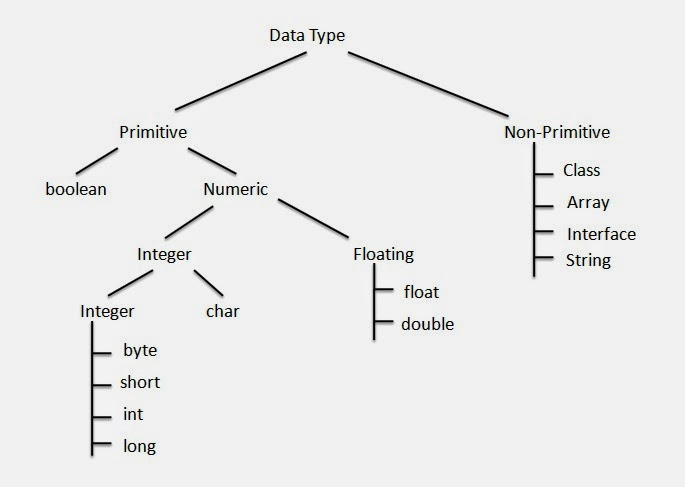 Data Type
Primitive
Non-Primitive
boolean
Numeric
Class
Array
Interface
String
Integer
Floating
Integer
char
float
double
byte
short
int
long